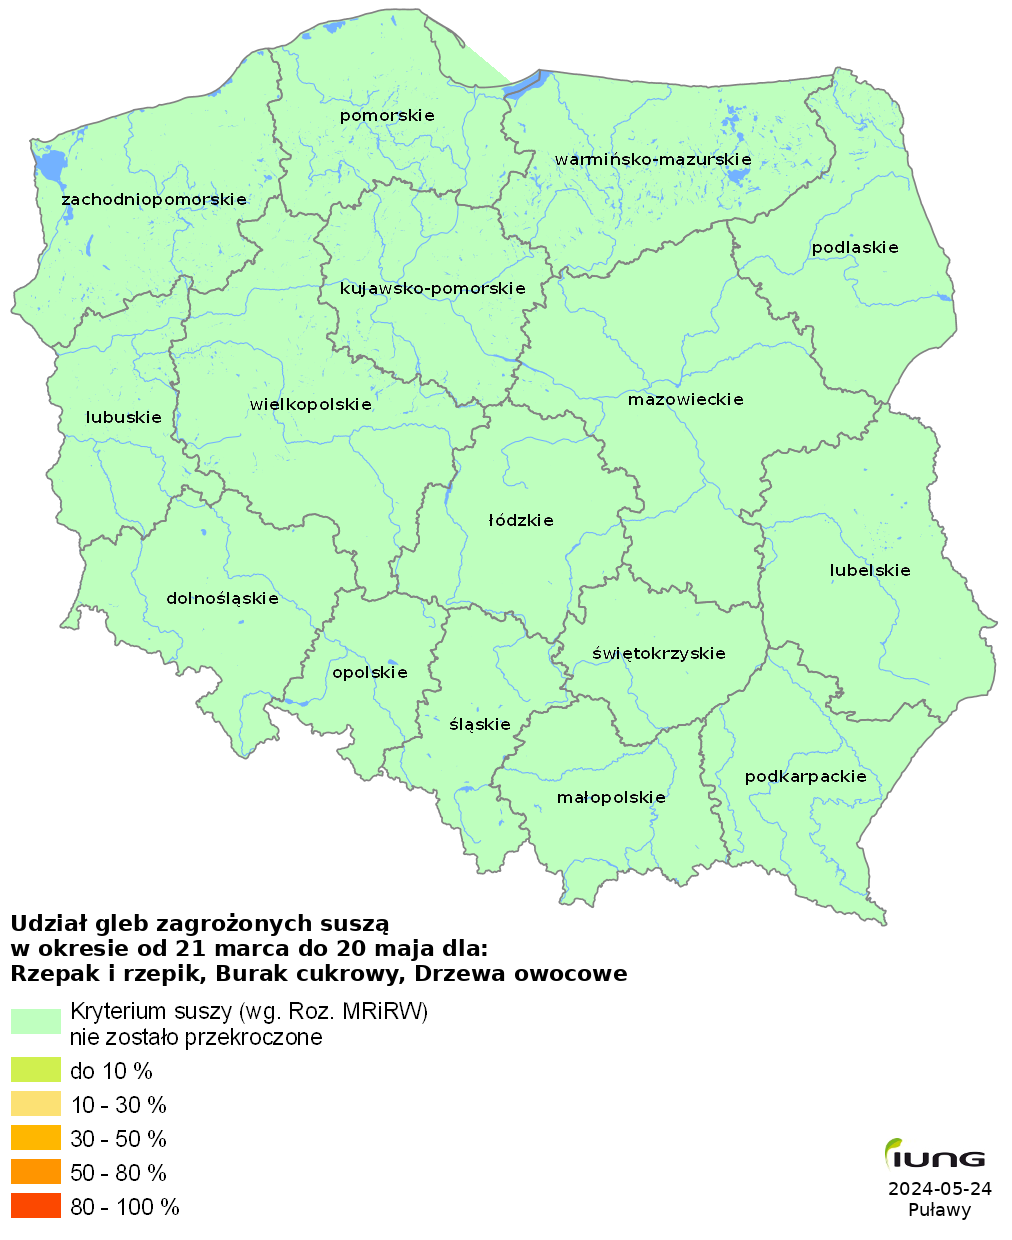 pomorskie
warmińsko-mazurskie
zachodniopomorskie
podlaskie
kujawsko-pomorskie
mazowieckie
wielkopolskie
lubuskie
łódzkie
lubelskie
dolnośląskie
świętokrzyskie
opolskie
śląskie
podkarpackie
małopolskie
Udział gleb zagrożonych suszą
w okresie od 21 marca do 20 maja dla:
Rzepak i rzepik, Burak cukrowy, Drzewa owocowe
Kryterium suszy (wg. Roz. MRiRW)
nie zostało przekroczone
do 10 %
10 - 30 %
30 - 50 %
50 - 80 %
80 - 100 %
IUNG
2024-05-24
Puławy